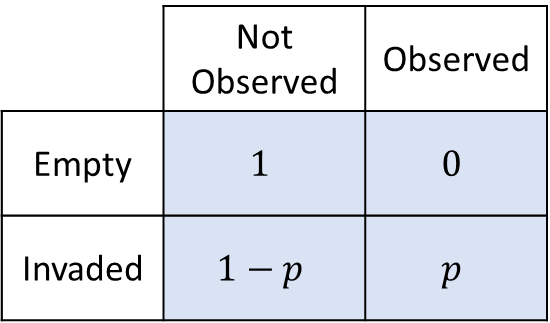 Not
Observed
Observed
Empty
1
0
Invaded
1 − p
p